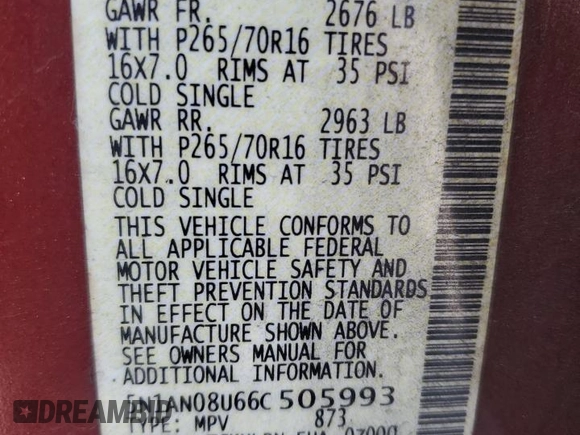 GAWR FR. 2676 LB
WITH P265/70R16 TIRES
16X7.0 RIMS AT 35 PSI
COLD SINGLE
GAWR RR. 2963 LB
WITH P265/70R16 TIRES
16X7.0 RIMS AT 35 PSI
COLD SINGLE
THIS VEHICLE CONFORMS TO
ALL APPLICABLE FEDERAL
MOTOR VEHICLE SAFETY AND
THEFT PREVENTION STANDARDS
IN EFFECT ON THE DATE OF
MANUFACTURE SHOWN ABOVE.
SEE OWNERS MANUAL FOR
ADDITIONAL INFORMATION.
5N1AN08U66C505993
TYPE: MPV 873
DREAMBID